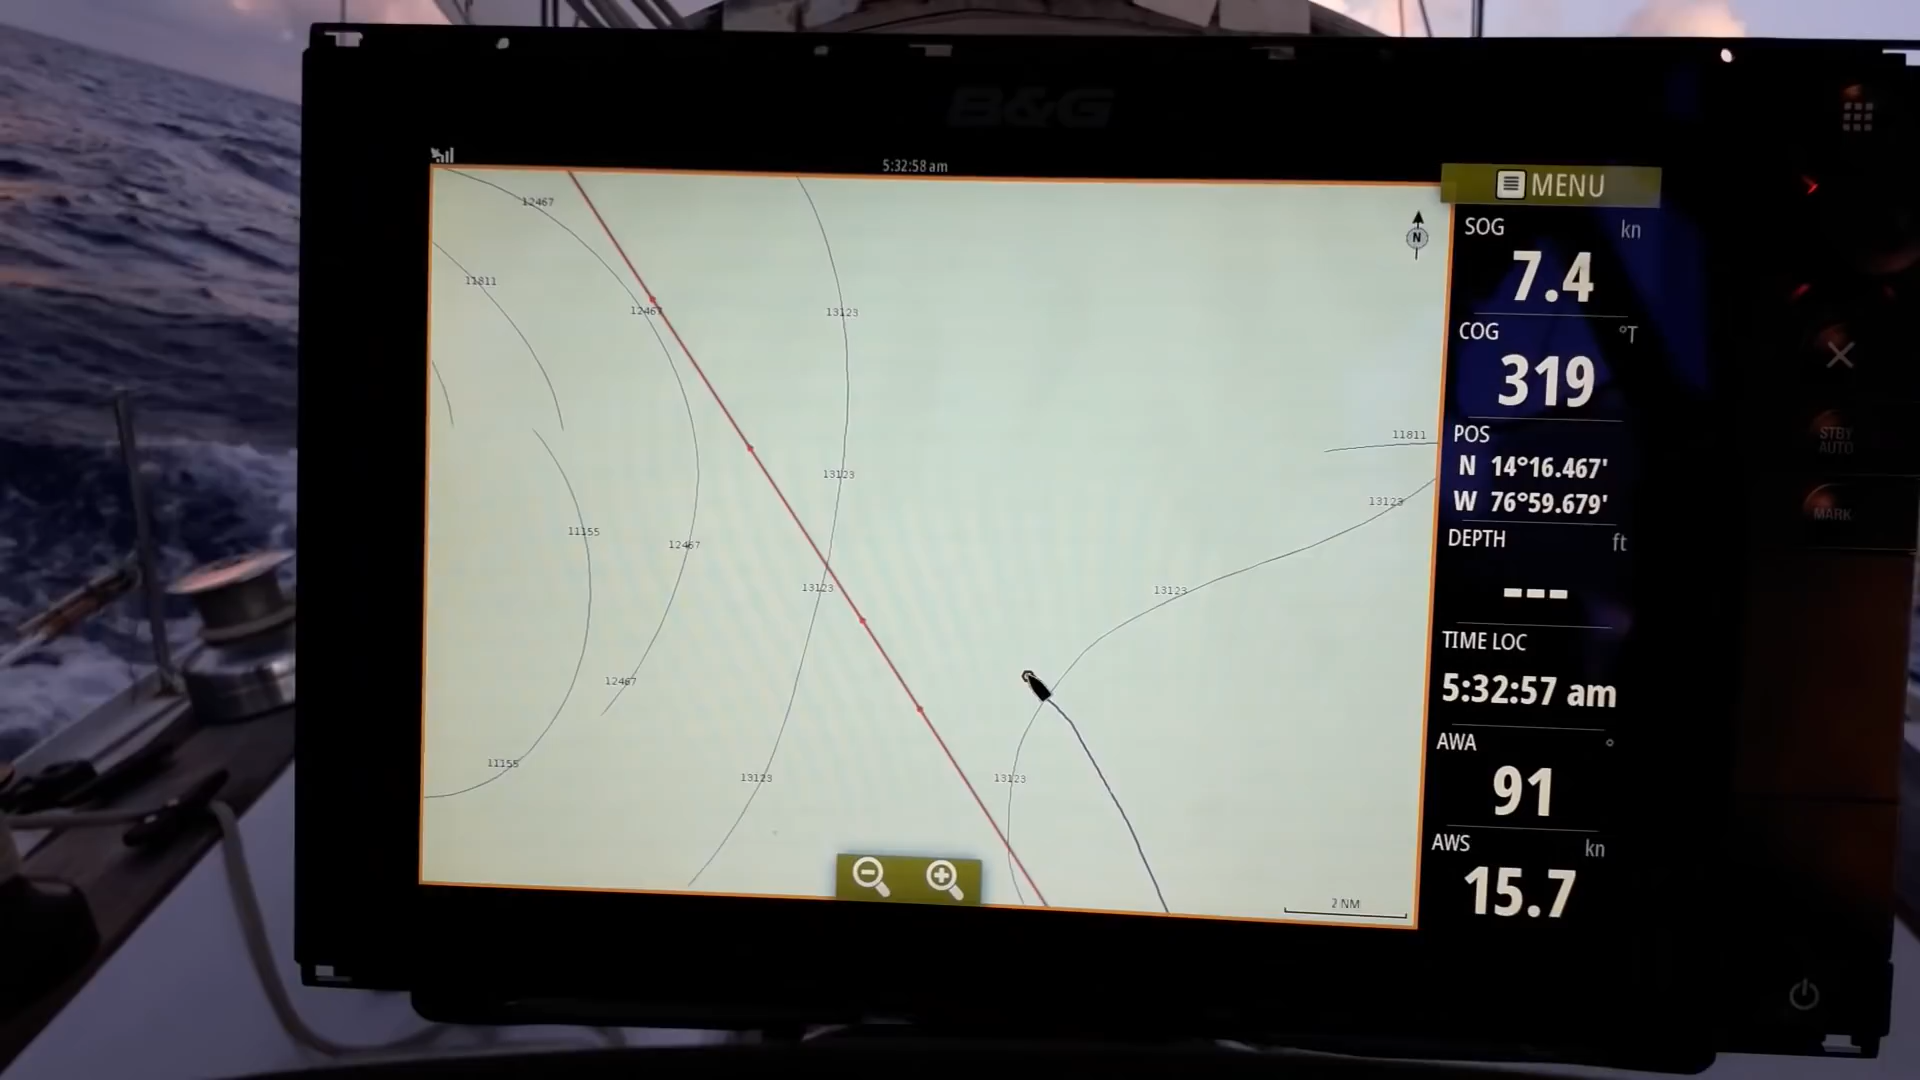 B&G
5:32:58 am
MENU
12467
11811
12467
13123
13123
11811
13123
11155
12467
13123
13123
12467
11155
13123
13123
2 NM
N
SOG kn
7.4
COG °T
319
POS
N 14°16.467'
W 76°59.679'
DEPTH ft
---
TIME LOC
5:32:57 am
AWA °
91
AWS kn
15.7
STBY
AUTO
MARK